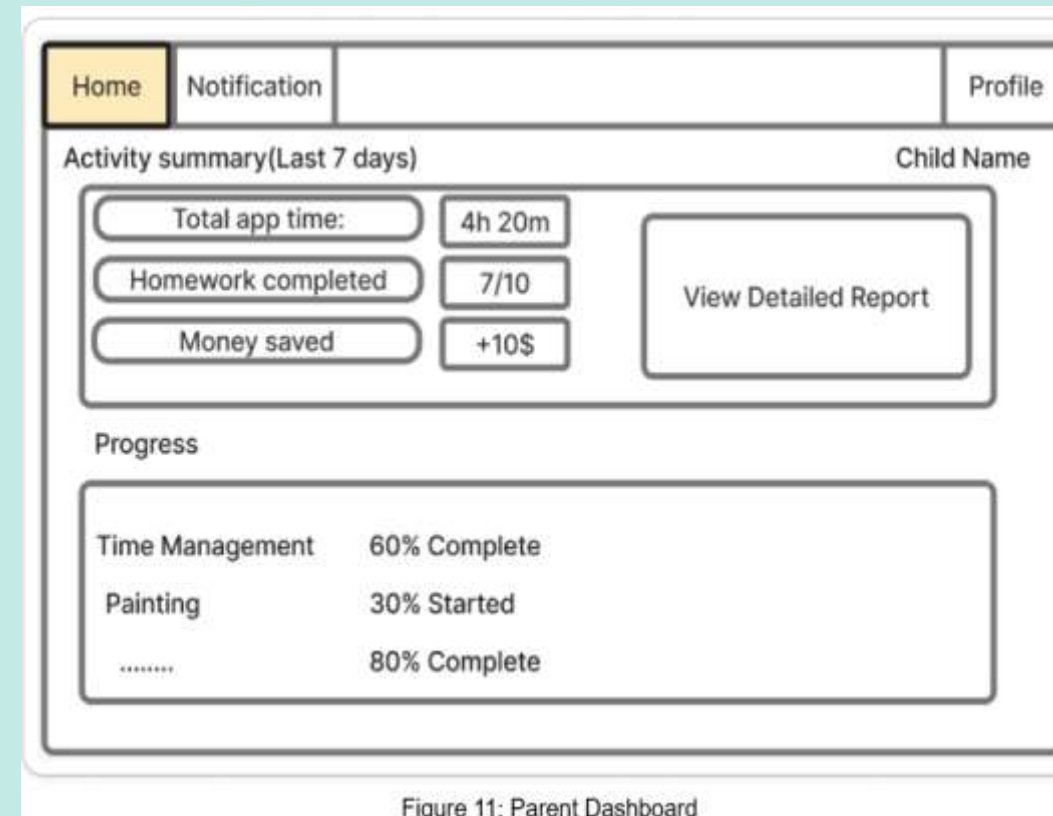 Home Notification Profile
Activity summary(Last 7 days) Child Name
Total app time: 4h 20m
Homework completed 7/10
Money saved +10$
View Detailed Report
Progress
Time Management 60% Complete
Painting 30% Started
........ 80% Complete
Figure 11: Parent Dashboard